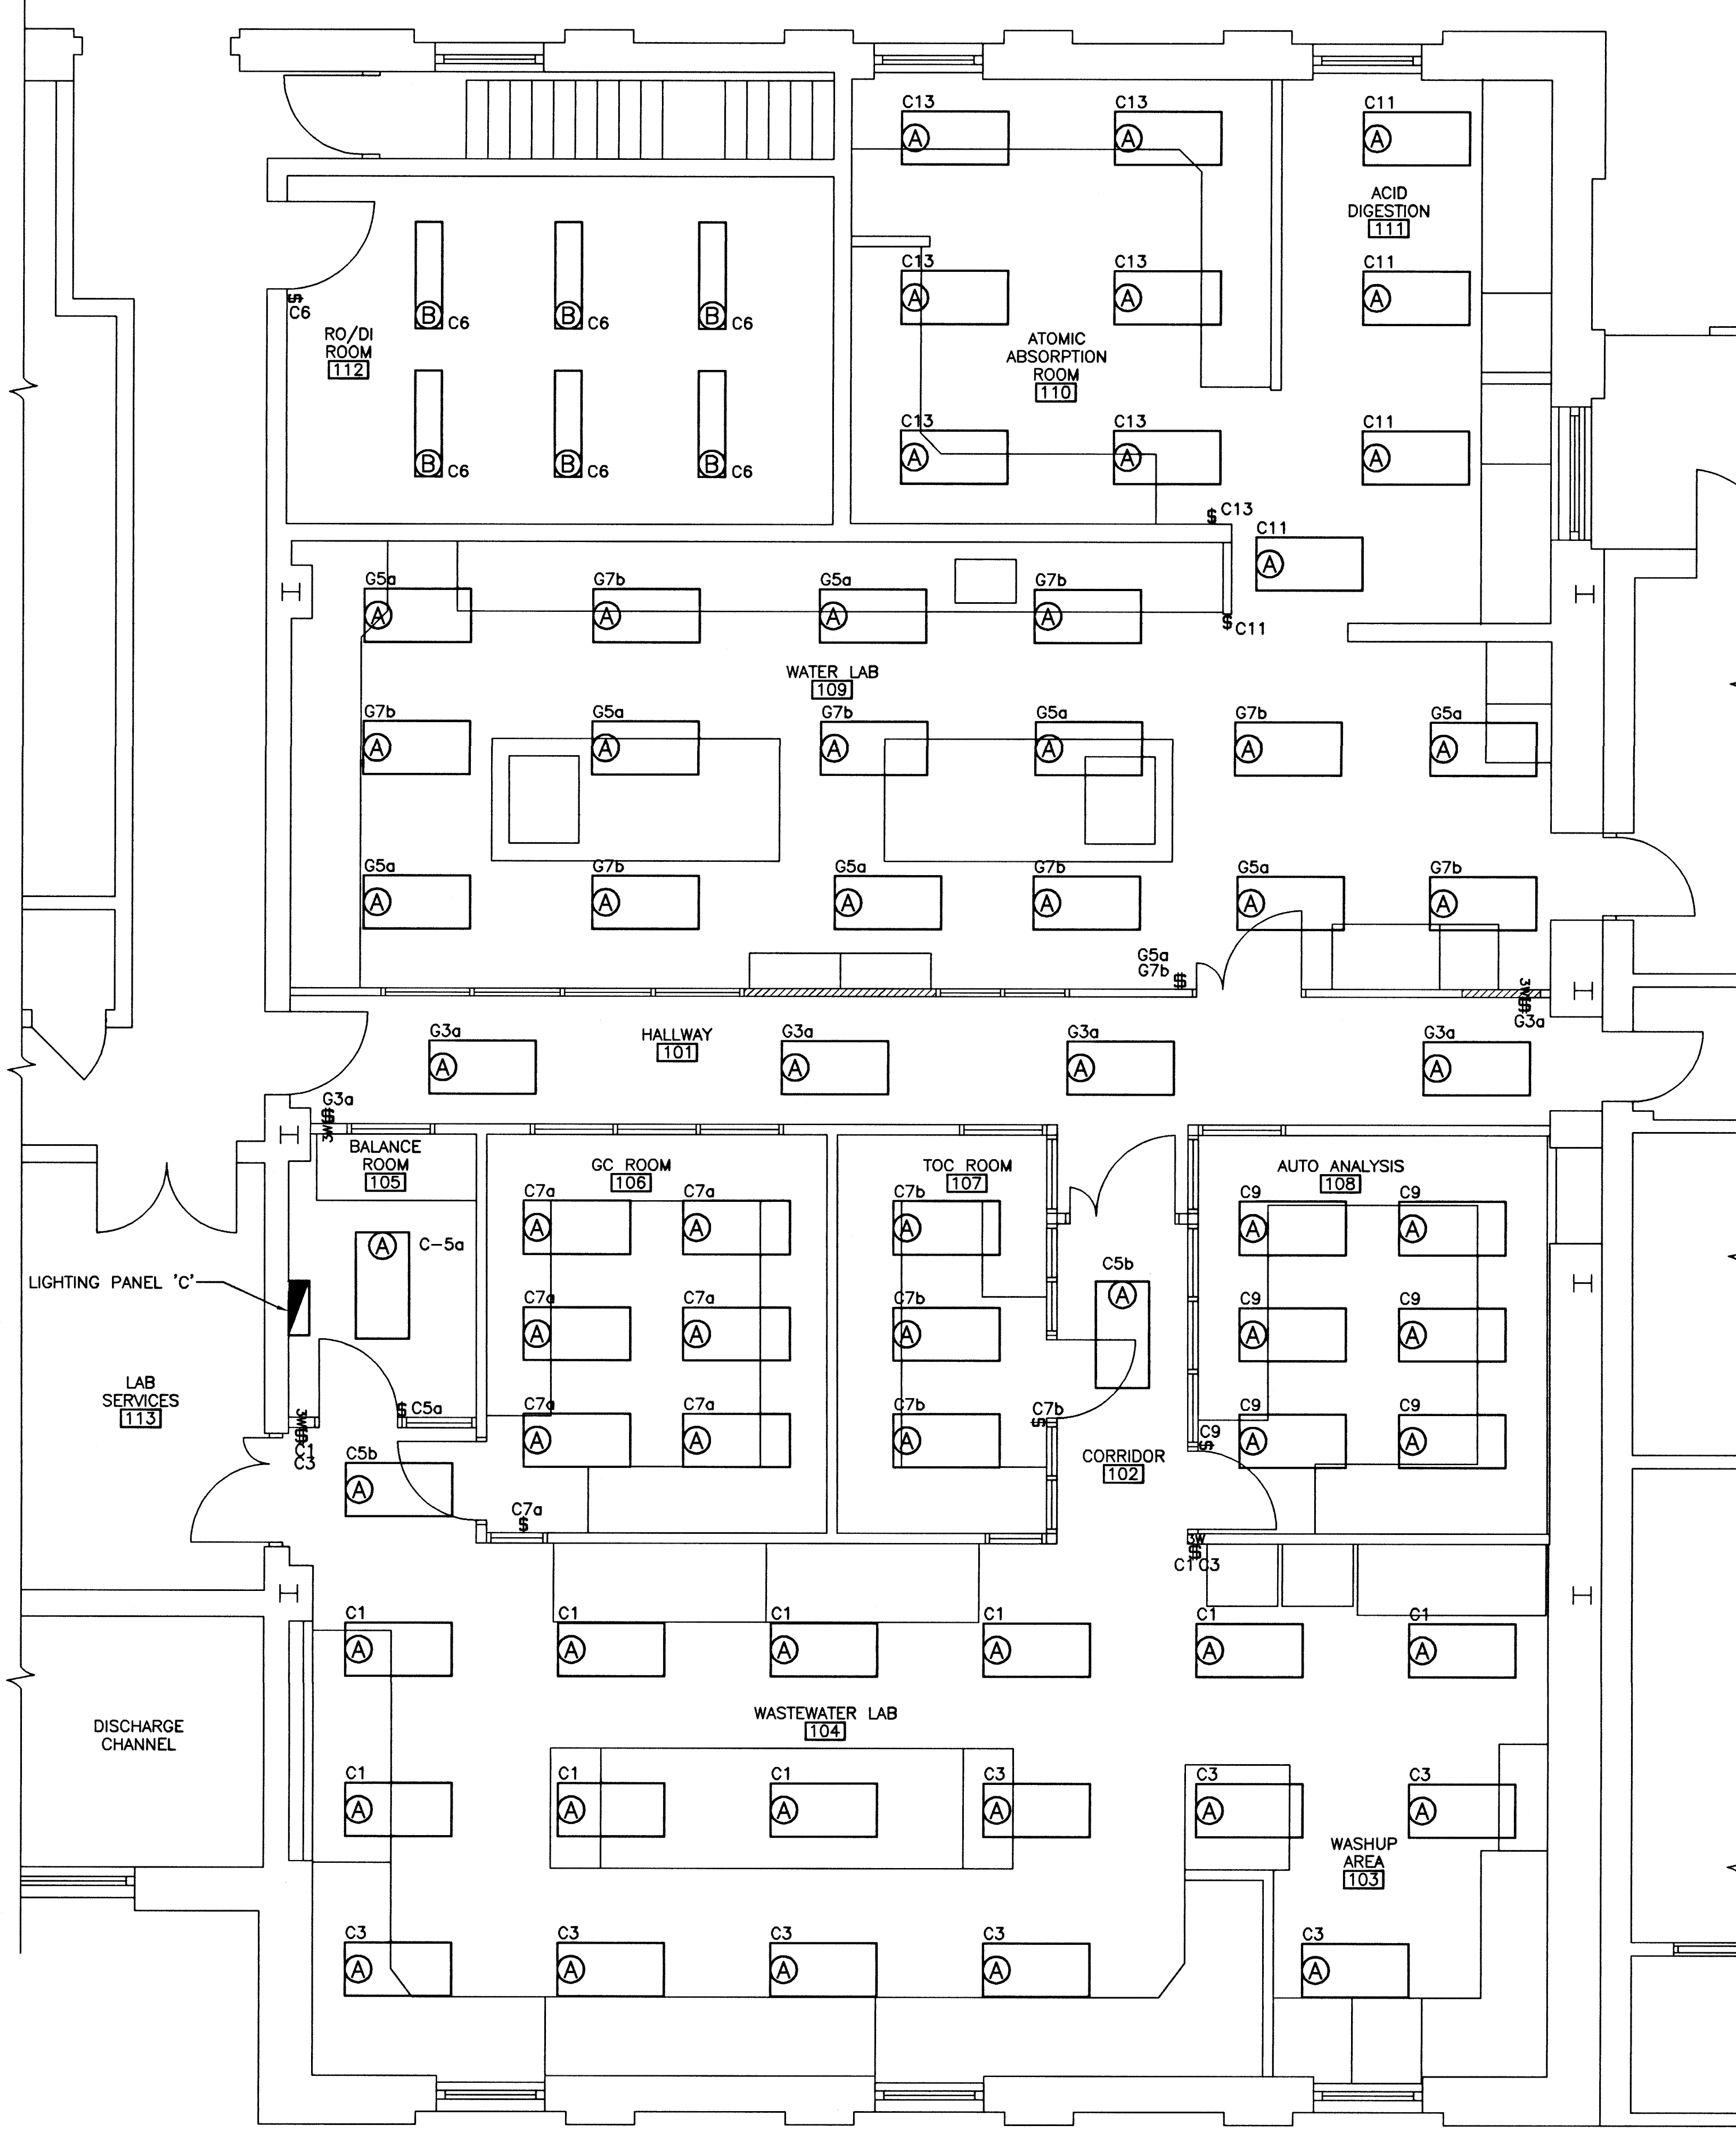 C13 C13 C11
A A A
ACID
DIGESTION
111
C13 C13 C11
A A A
B C6 B C6 B C6
$
C6
RO/DI
ROOM
112
ATOMIC
ABSORPTION
ROOM
110
C13 C13 C11
A A A
B C6 B C6 B C6
$ C13
C11
A
G5a G7b G5a G7b
A A A A
$ C11
WATER LAB
109
G7b G5a G7b G5a G7b G5a
A A A A A A
G5a G7b G5a G7b G5a G7b
A A A A A A
G5a
G7b $
3W $
G3a
HALLWAY
101
G3a G3a G3a G3a
A A A A
G3a
3W $
BALANCE
ROOM
105
GC ROOM
106
TOC ROOM
107
AUTO ANALYSIS
108
C7a C7a C7b C9 C9
A A A A A
A C-5a
C5b
A
LIGHTING PANEL 'C'
C7a C7a C7b C9 C9
A A A A A
LAB
SERVICES
113
$ C5a
3W $
C1
C3
C7a C7a C7b C9 C9
A A A A A
C7b
$
C9
$
CORRIDOR
102
C5b
A
C7a
$
3W
$
C1 C3
C1 C1 C1 C1 C1 C1
A A A A A A
WASTEWATER LAB
104
DISCHARGE
CHANNEL
C1 C1 C1 C3 C3 C3
A A A A A A
WASHUP
AREA
103
C3 C3 C3 C3 C3
A A A A A